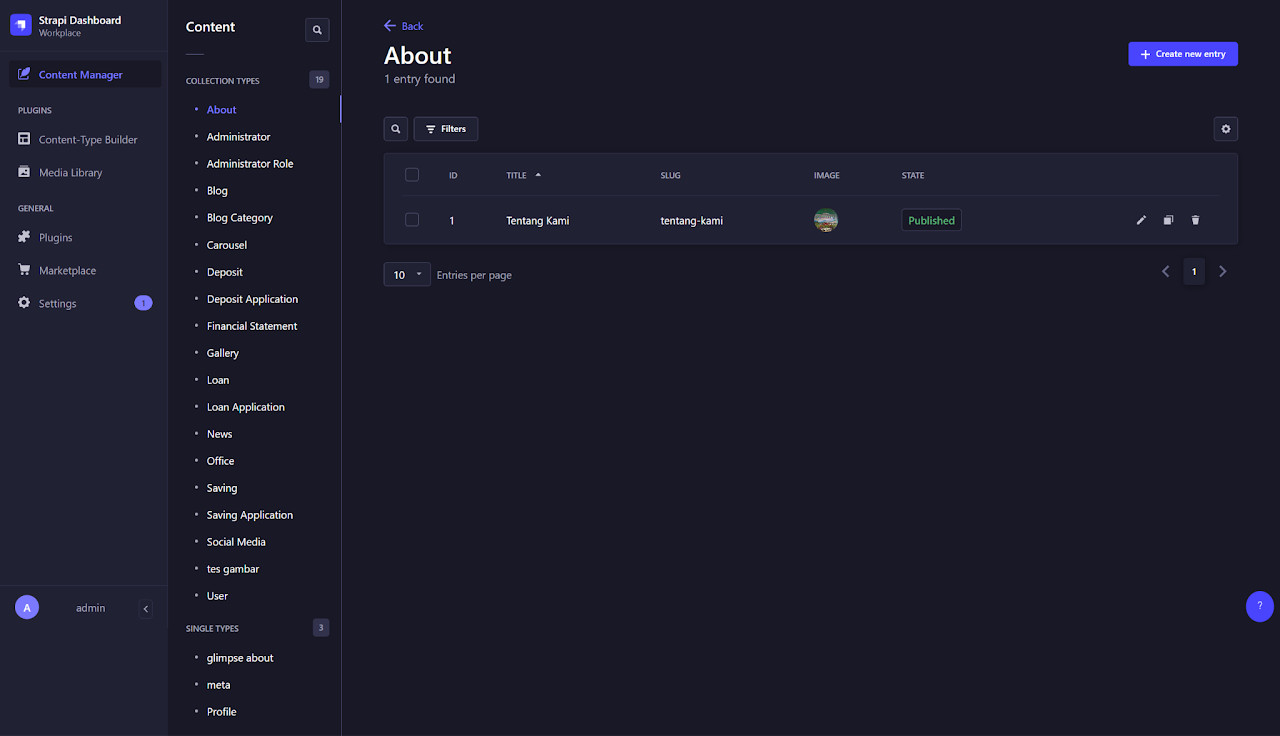 Strapi Dashboard
Workplace
Content Manager
PLUGINS
Content-Type Builder
Media Library
GENERAL
Plugins
Marketplace
Settings 1
A admin
Content
COLLECTION TYPES 19
About
Administrator
Administrator Role
Blog
Blog Category
Carousel
Deposit
Deposit Application
Financial Statement
Gallery
Loan
Loan Application
News
Office
Saving
Saving Application
Social Media
tes gambar
User
SINGLE TYPES 3
glimpse about
meta
Profile
Back
About
1 entry found
Create new entry
Filters
ID TITLE SLUG IMAGE STATE
1 Tentang Kami tentang-kami Published
10 Entries per page 1
?